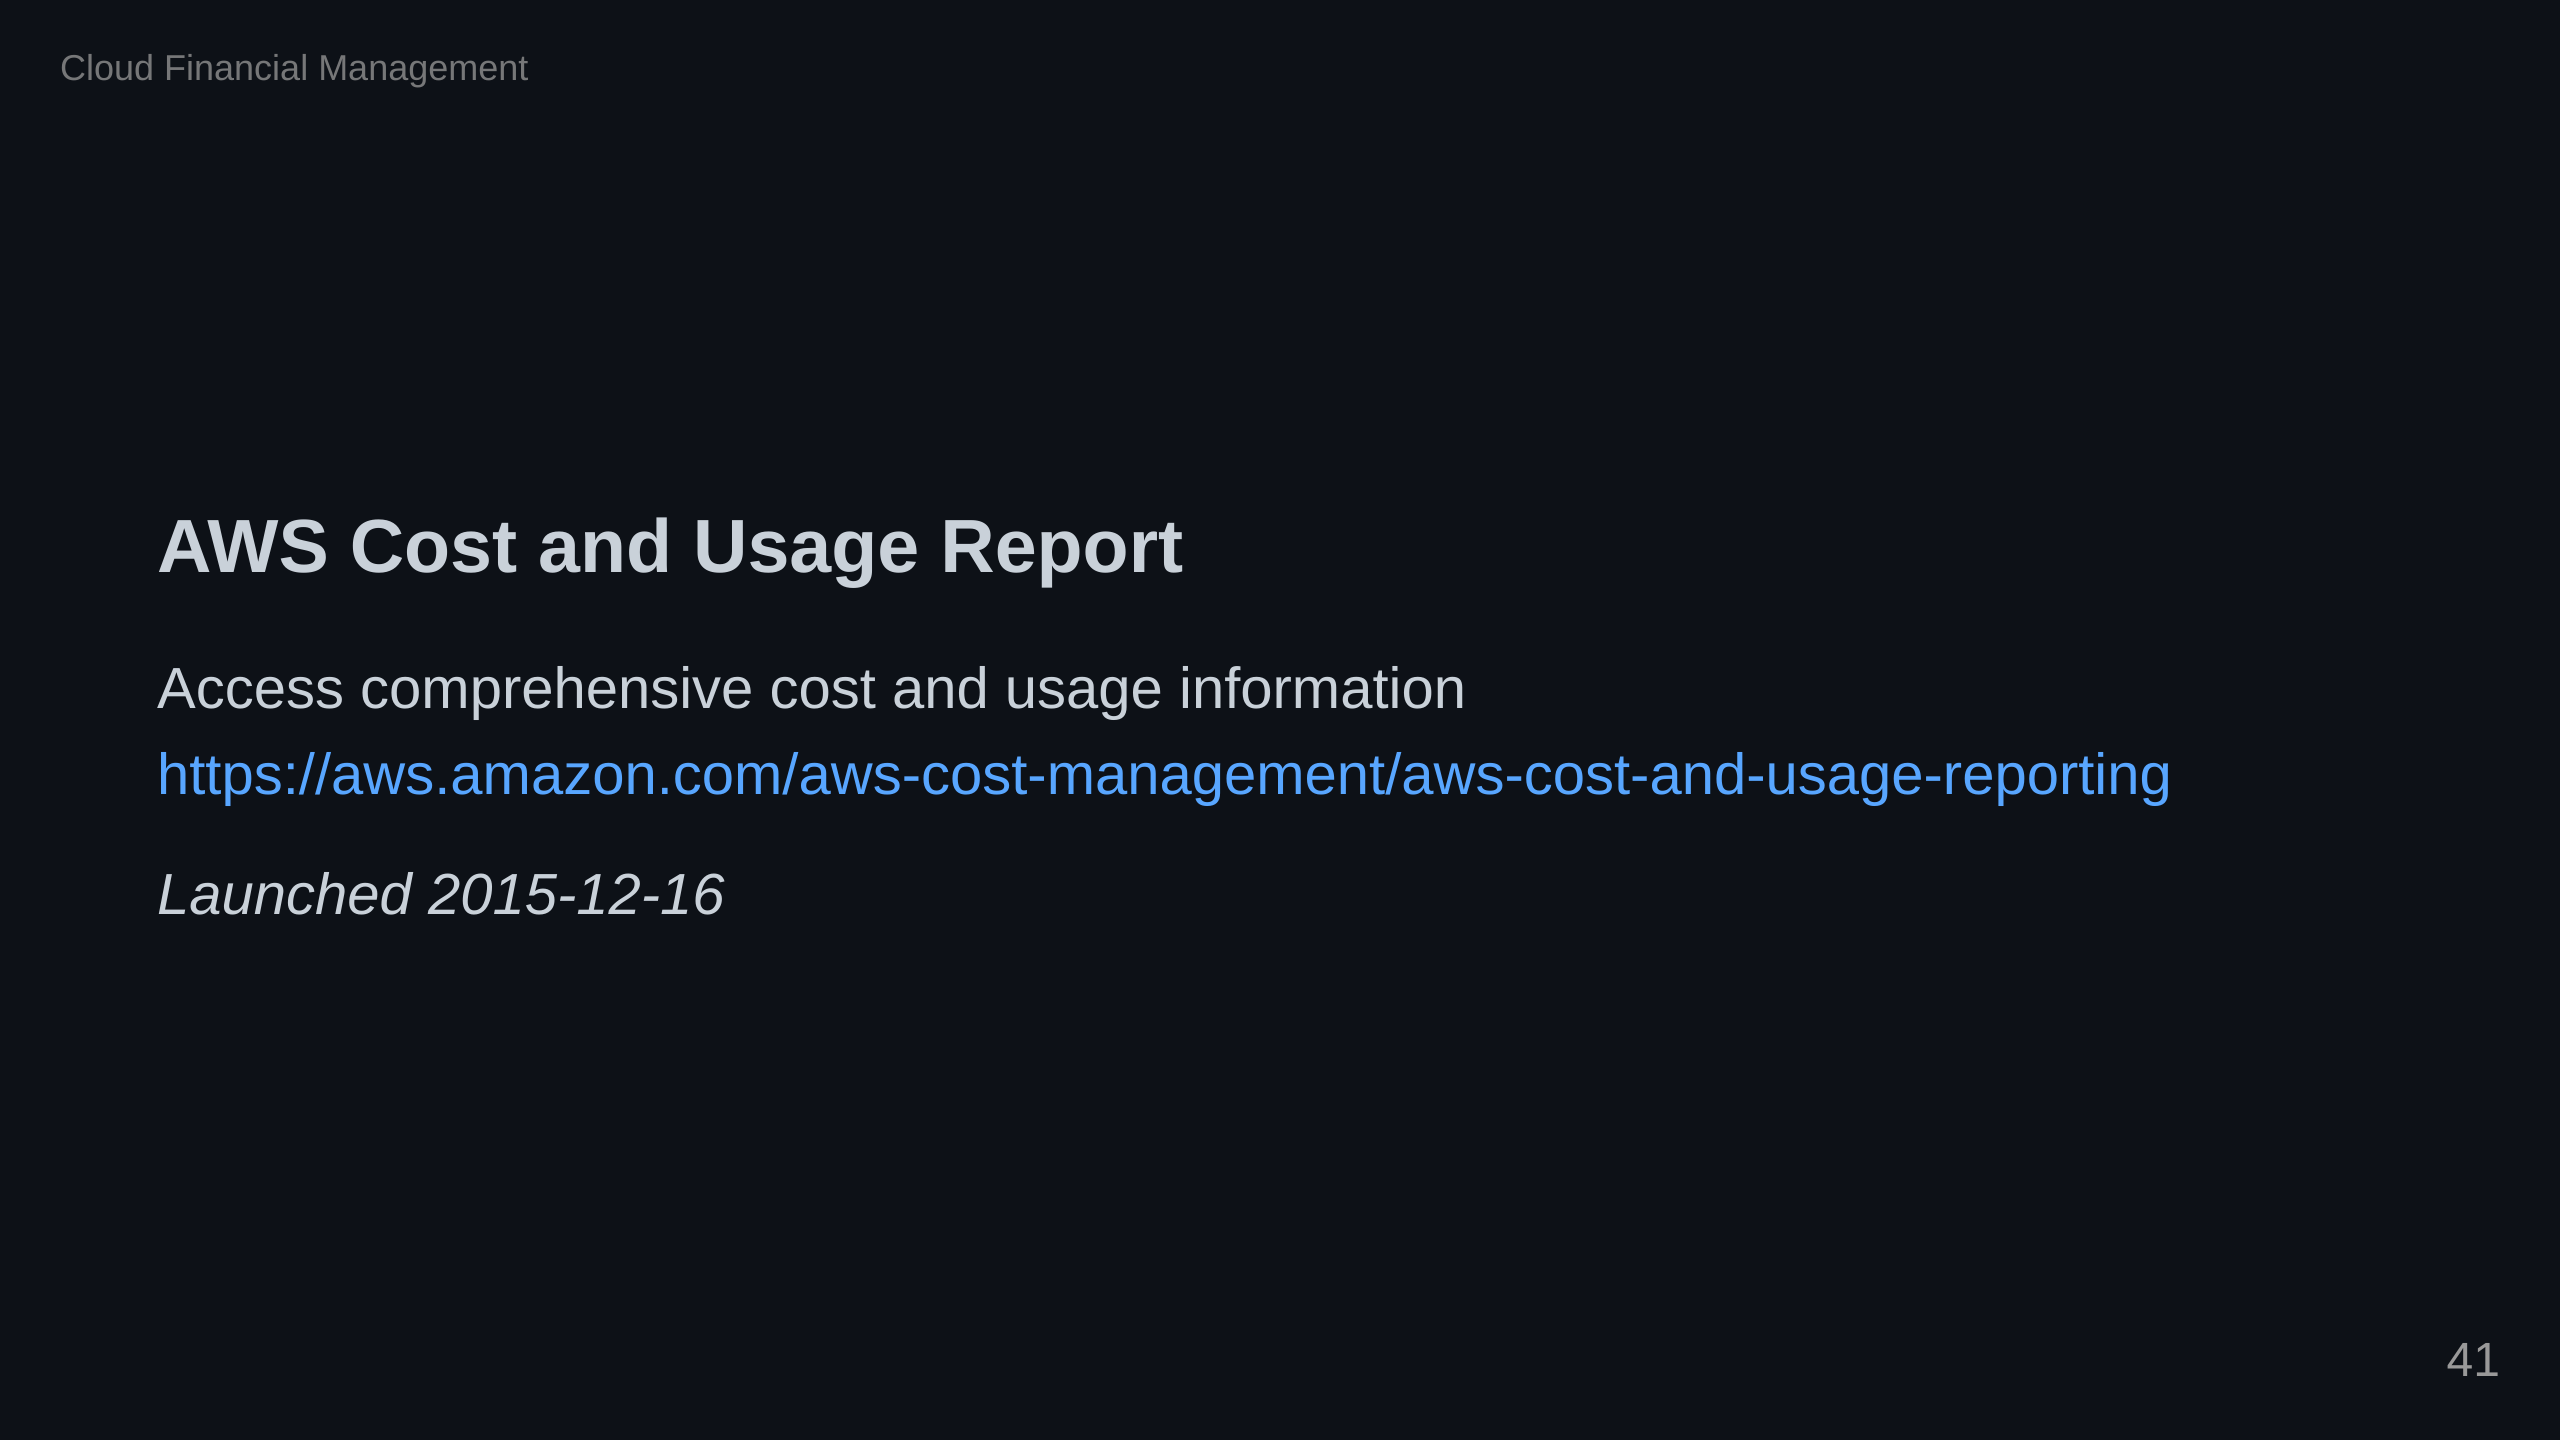 Cloud Financial Management
AWS Cost and Usage Report
Access comprehensive cost and usage information
https://aws.amazon.com/aws-cost-management/aws-cost-and-usage-reporting
Launched 2015-12-16
41